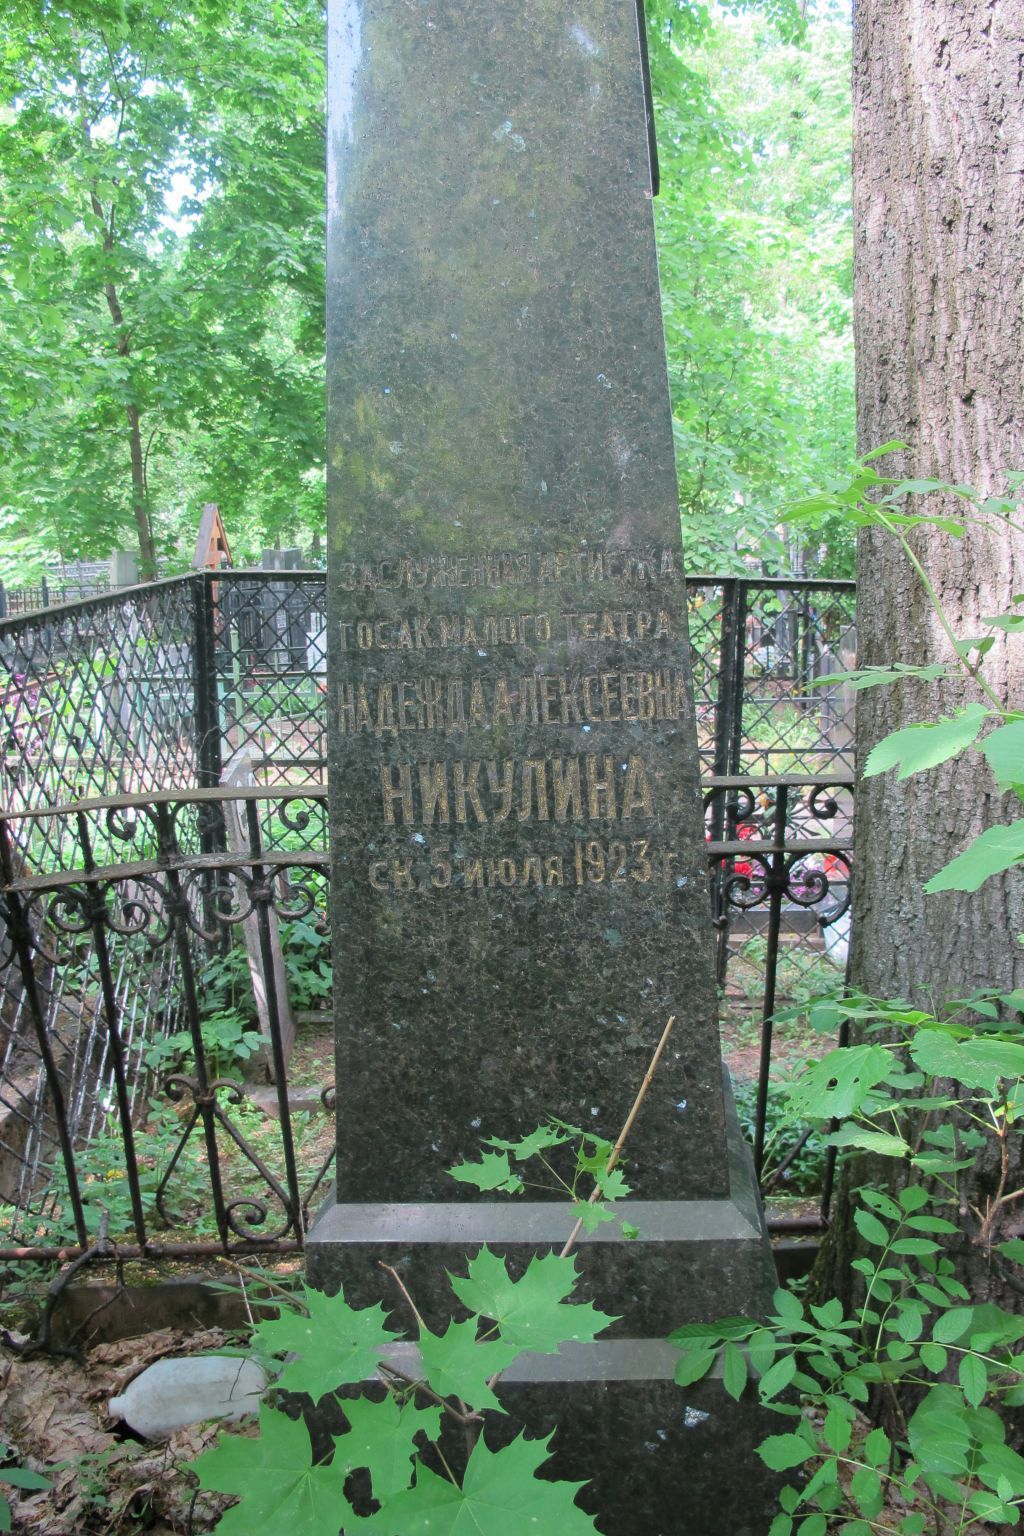 ЗАСЛУЖЕННАЯ АРТИСТКА
ГОС. АК. МАЛОГО ТЕАТРА
НАДЕЖДА АЛЕКСЕЕВНА
НИКУЛИНА
СК. 5 ИЮЛЯ 1923 Г.